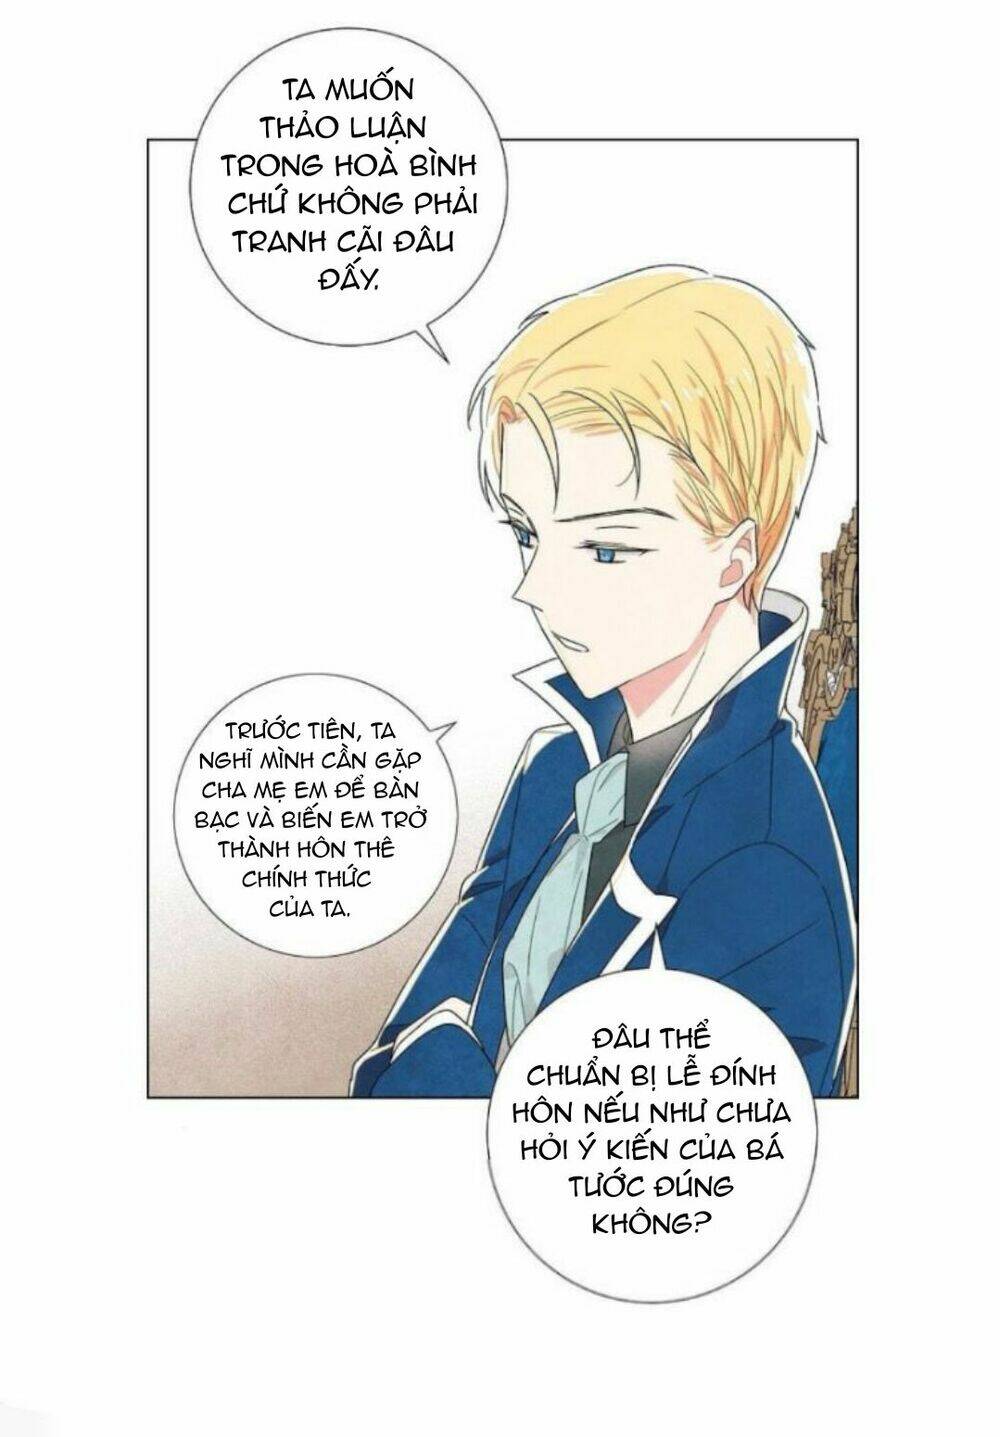 TA MUỐN
THẢO LUẬN
TRONG HOÀ BÌNH
CHỨ KHÔNG PHẢI
TRANH CÃI ĐÂU
ĐẤY.
TRƯỚC TIÊN, TA
NGHĨ MÌNH CẦN GẶP
CHA MẸ EM ĐỂ BÀN
BẠC VÀ BIẾN EM TRỞ
THÀNH HÔN THÊ
CHÍNH THỨC
CỦA TA.
ĐÂU THỂ
CHUẨN BỊ LỄ ĐÍNH
HÔN NẾU NHƯ CHƯA
HỎI Ý KIẾN CỦA BÁ
TƯỚC ĐÚNG
KHÔNG?